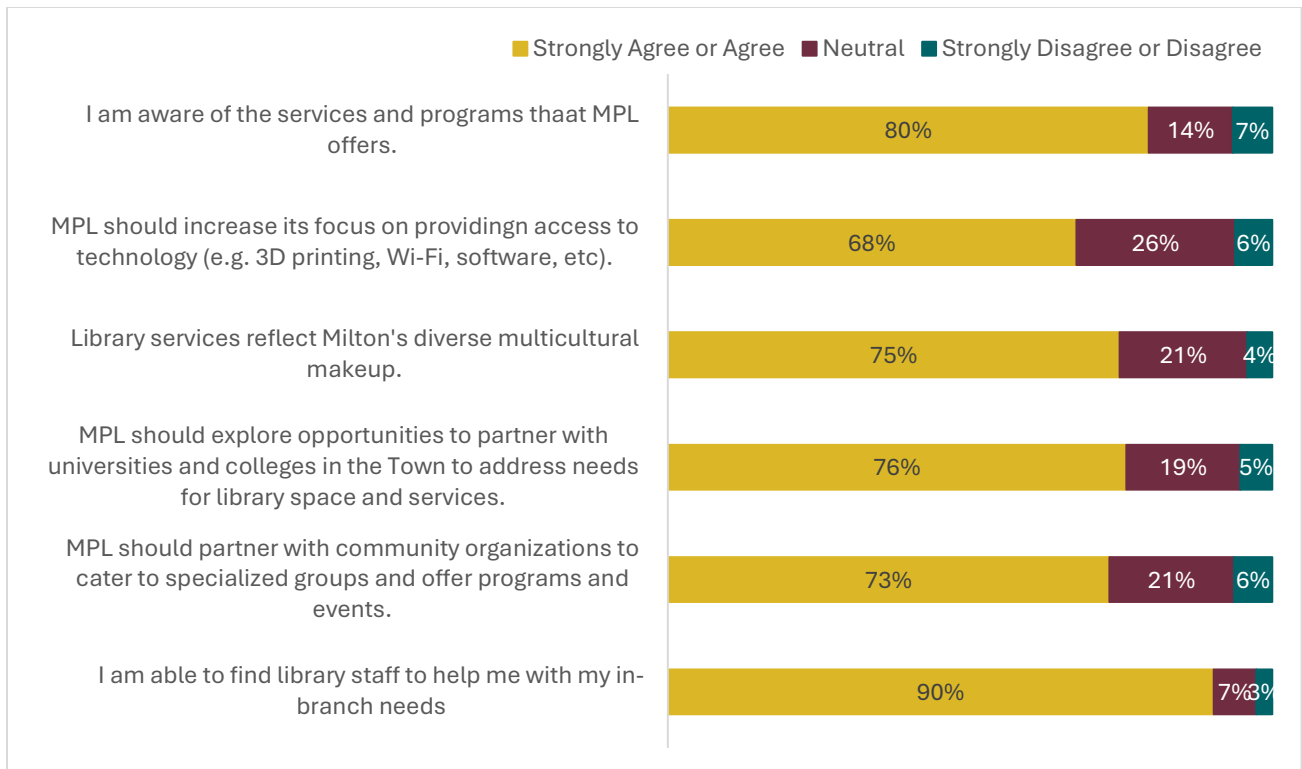 Strongly Agree or Agree Neutral Strongly Disagree or Disagree
I am aware of the services and programs thaat MPL
offers.
80% 14% 7%
MPL should increase its focus on providingn access to
technology (e.g. 3D printing, Wi-Fi, software, etc).
68% 26% 6%
Library services reflect Milton's diverse multicultural
makeup.
75% 21% 4%
MPL should explore opportunities to partner with
universities and colleges in the Town to address needs
for library space and services.
76% 19% 5%
MPL should partner with community organizations to
cater to specialized groups and offer programs and
events.
73% 21% 6%
I am able to find library staff to help me with my in-
branch needs
90% 7% 3%